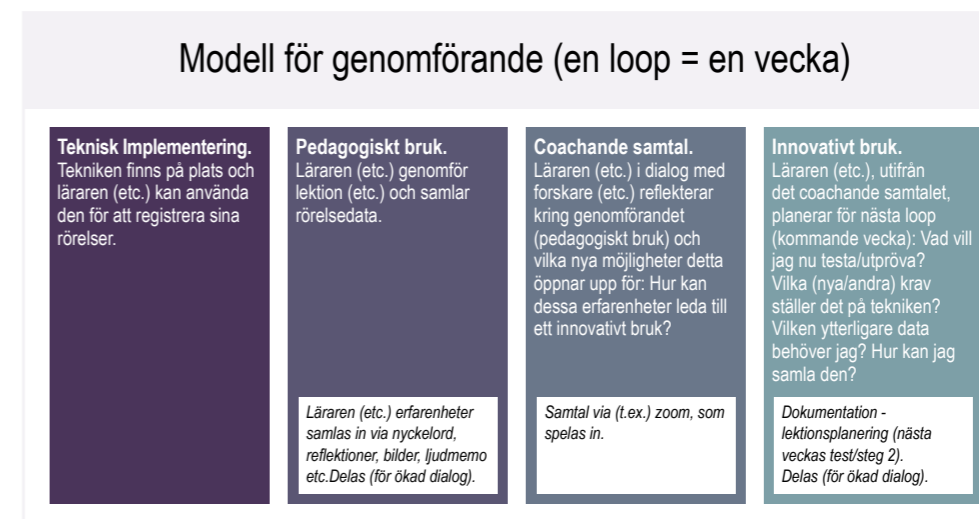 Modell för genomförande (en loop = en vecka)
Teknisk Implementering.
Tekniken finns på plats och
läraren (etc.) kan använda
den för att registrera sina
rörelser.
Pedagogiskt bruk.
Läraren (etc.) genomför
lektion (etc.) och samlar
rörelsedata.
Läraren (etc.) erfarenheter
samlas in via nyckelord,
reflektioner, bilder, ljudmemo
etc.Delas (för ökad dialog).
Coachande samtal.
Läraren (etc.) i dialog med
forskare (etc.) reflekterar
kring genomförandet
(pedagogiskt bruk) och
vilka nya möjligheter detta
öppnar upp för: Hur kan
dessa erfarenheter leda till
ett innovativt bruk?
Samtal via (t.ex.) zoom, som
spelas in.
Innovativt bruk.
Läraren (etc.), utifrån
det coachande samtalet,
planerar för nästa loop
(kommande vecka): Vad vill
jag nu testa/utpröva?
Vilka (nya/andra) krav
ställer det på tekniken?
Vilken ytterligare data
behöver jag? Hur kan jag
samla den?
Dokumentation -
lektionsplanering (nästa
veckas test/steg 2).
Delas (för ökad dialog).